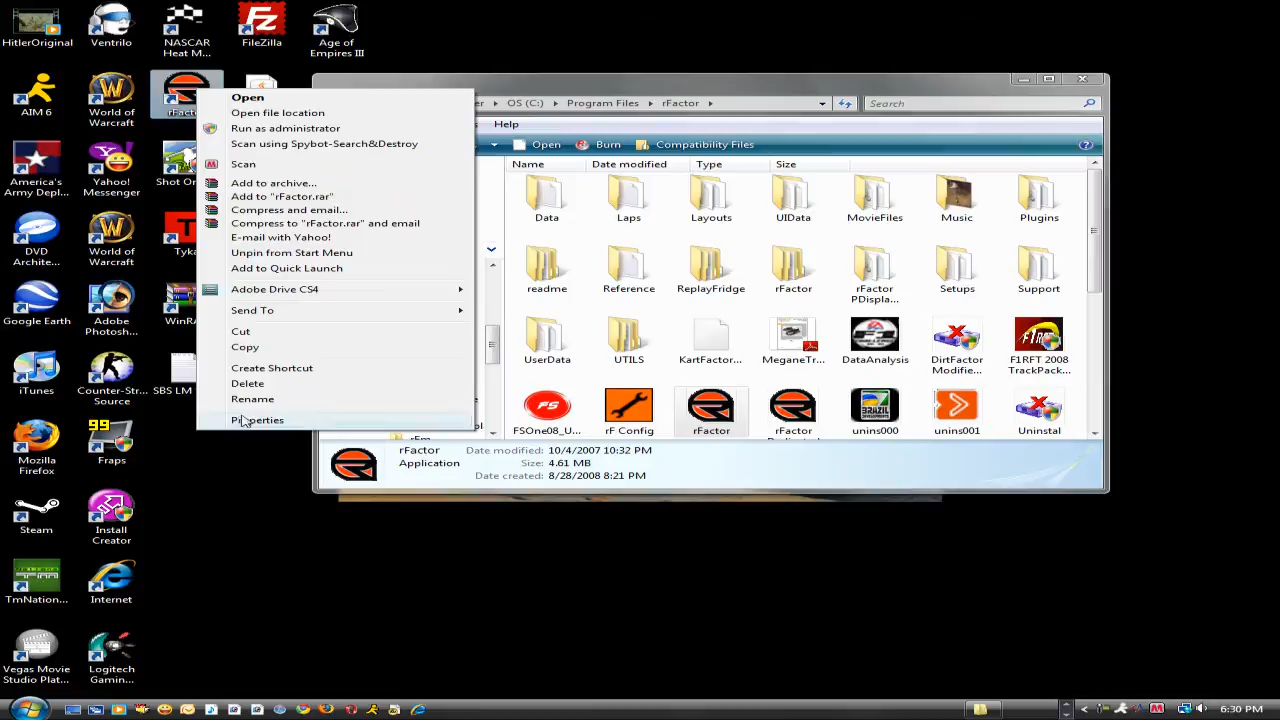 HitlerOriginal
Ventrilo
NASCAR
Heat M...
FileZilla
Age of
Empires III
AIM 6
World of
Warcraft
America's
Army Depl...
Yahoo!
Messenger
DVD
Archite...
World of
Warcraft
Google Earth
Adobe
Photosh...
iTunes
Counter-Str...
Source
SBS LM
Mozilla
Firefox
99
Fraps
Steam
Install
Creator
TmNation...
Internet
Vegas Movie
Studio Plat...
Logitech
Gamin...
Open
Open file location
Run as administrator
Scan using Spybot-Search&Destroy
Scan
Add to archive...
Add to "rFactor.rar"
Compress and email...
Compress to "rFactor.rar" and email
E-mail with Yahoo!
Unpin from Start Menu
Add to Quick Launch
Adobe Drive CS4
Send To
Cut
Copy
Create Shortcut
Delete
Rename
Properties
OS (C:) Program Files rFactor
Search
Help
Open Burn Compatibility Files
Name Date modified Type Size
Data Laps Layouts UIData MovieFiles Music Plugins
readme Reference ReplayFridge rFactor rFactor
PDispla...
Setups Support
UserData UTILS KartFactor... MeganeTr... DataAnalysis DirtFactor
Modifie...
F1RFT 2008
TrackPac...
FSOne08_U... rF Config rFactor rFactor unins000 unins001 Uninstal
rFactor Date modified: 10/4/2007 10:32 PM
Application Size: 4.61 MB
Date created: 8/28/2008 8:21 PM
6:30 PM